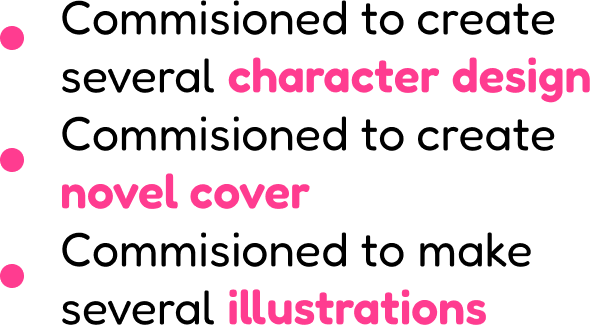 Commisioned to create
several character design
Commisioned to create
novel cover
Commisioned to make
several illustrations